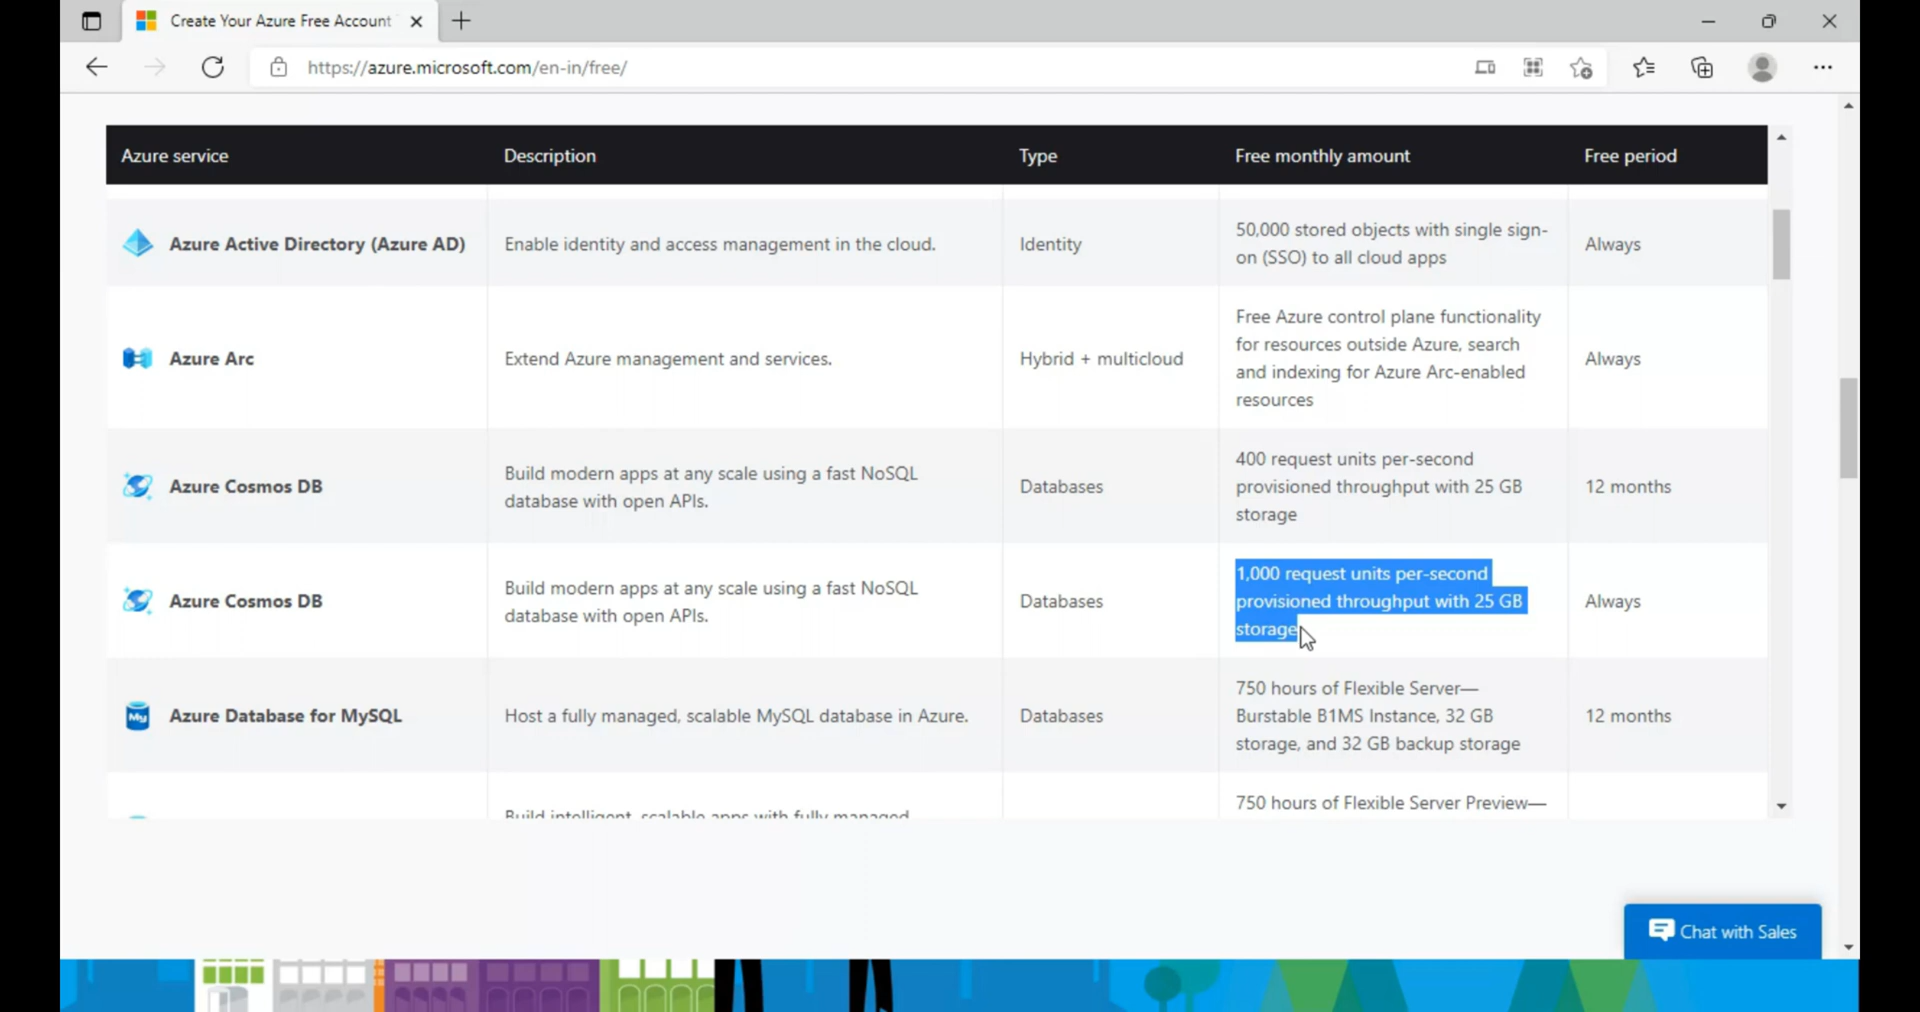 Create Your Azure Free Account
https://azure.microsoft.com/en-in/free/
Azure service
Description
Type
Free monthly amount
Free period
Azure Active Directory (Azure AD)
Enable identity and access management in the cloud.
Identity
50,000 stored objects with single sign-
on (SSO) to all cloud apps
Always
Azure Arc
Extend Azure management and services.
Hybrid + multicloud
Free Azure control plane functionality
for resources outside Azure, search
and indexing for Azure Arc-enabled
resources
Always
Azure Cosmos DB
Build modern apps at any scale using a fast NoSQL
database with open APIs.
Databases
400 request units per-second
provisioned throughput with 25 GB
storage
12 months
Azure Cosmos DB
Build modern apps at any scale using a fast NoSQL
database with open APIs.
Databases
1,000 request units per-second
provisioned throughput with 25 GB
storage
Always
My
Azure Database for MySQL
Host a fully managed, scalable MySQL database in Azure.
Databases
750 hours of Flexible Server—
Burstable B1MS Instance, 32 GB
storage, and 32 GB backup storage
12 months
Build intelligent, scalable apps with fully managed
750 hours of Flexible Server Preview—
Chat with Sales